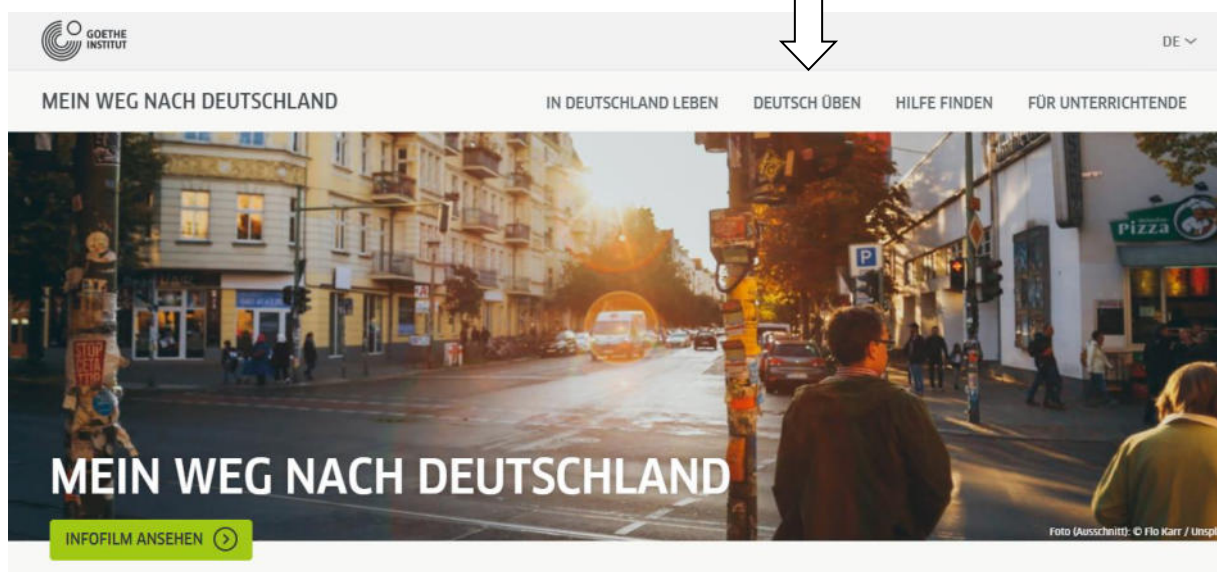 GOETHE
INSTITUT
DE
MEIN WEG NACH DEUTSCHLAND
IN DEUTSCHLAND LEBEN DEUTSCH ÜBEN HILFE FINDEN FÜR UNTERRICHTENDE
P
Pizza
STOP
MEIN WEG NACH DEUTSCHLAND
INFOFILM ANSEHEN
Foto (Ausschnitt): © Flo Karr / Unspl